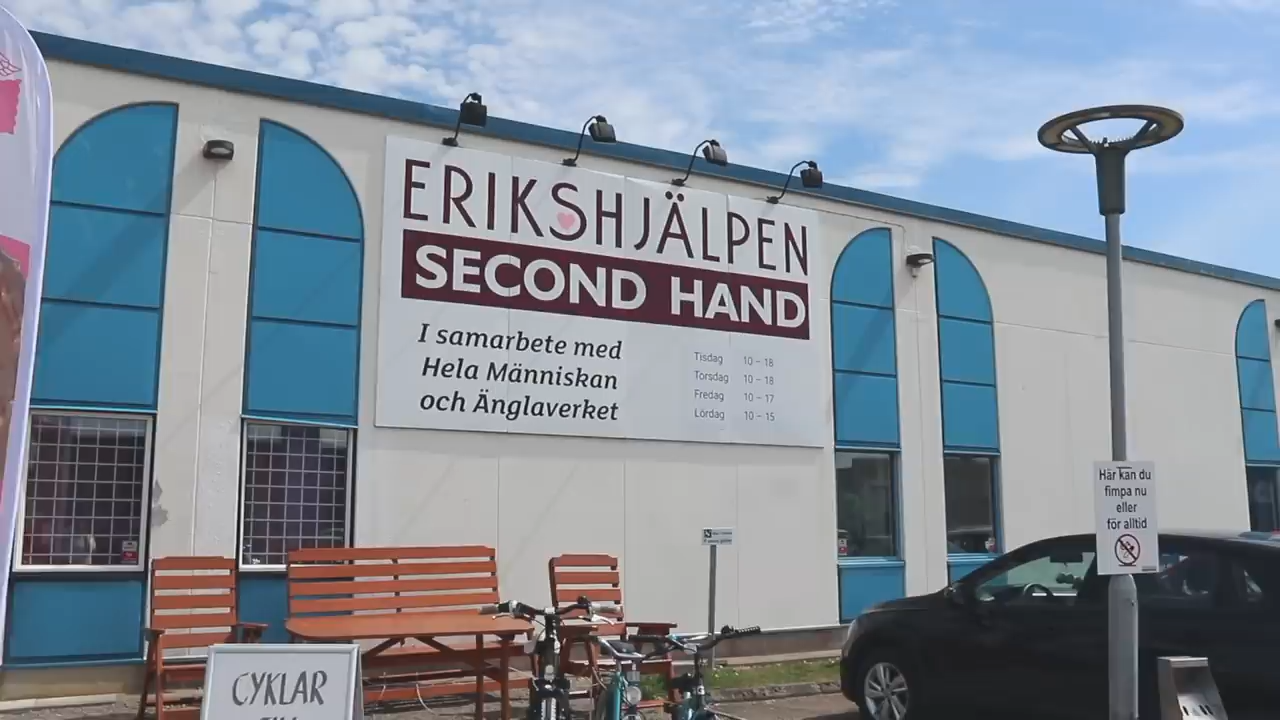 ERIKSHJÄLPEN
SECOND HAND
I samarbete med
Hela Människan
och Änglaverket
Tisdag 10 – 18
Torsdag 10 – 18
Fredag 10 – 17
Lördag 10 – 15
Här kan du
fimpa nu
eller
för alltid
CYKLAR